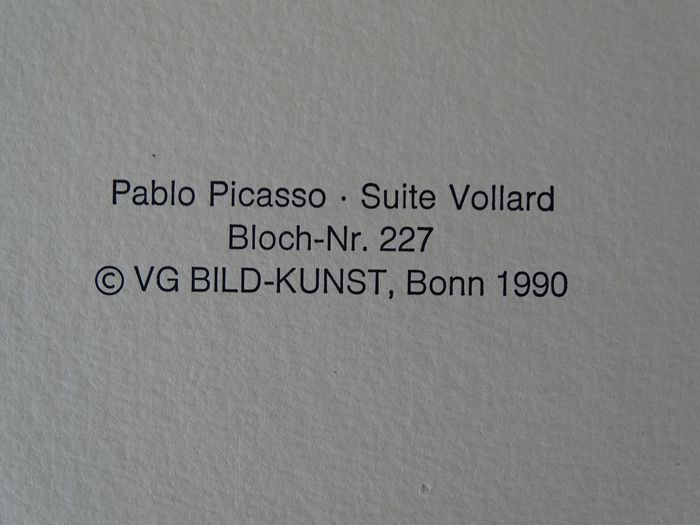 Pablo Picasso · Suite Vollard
Bloch-Nr. 227
© VG BILD-KUNST, Bonn 1990